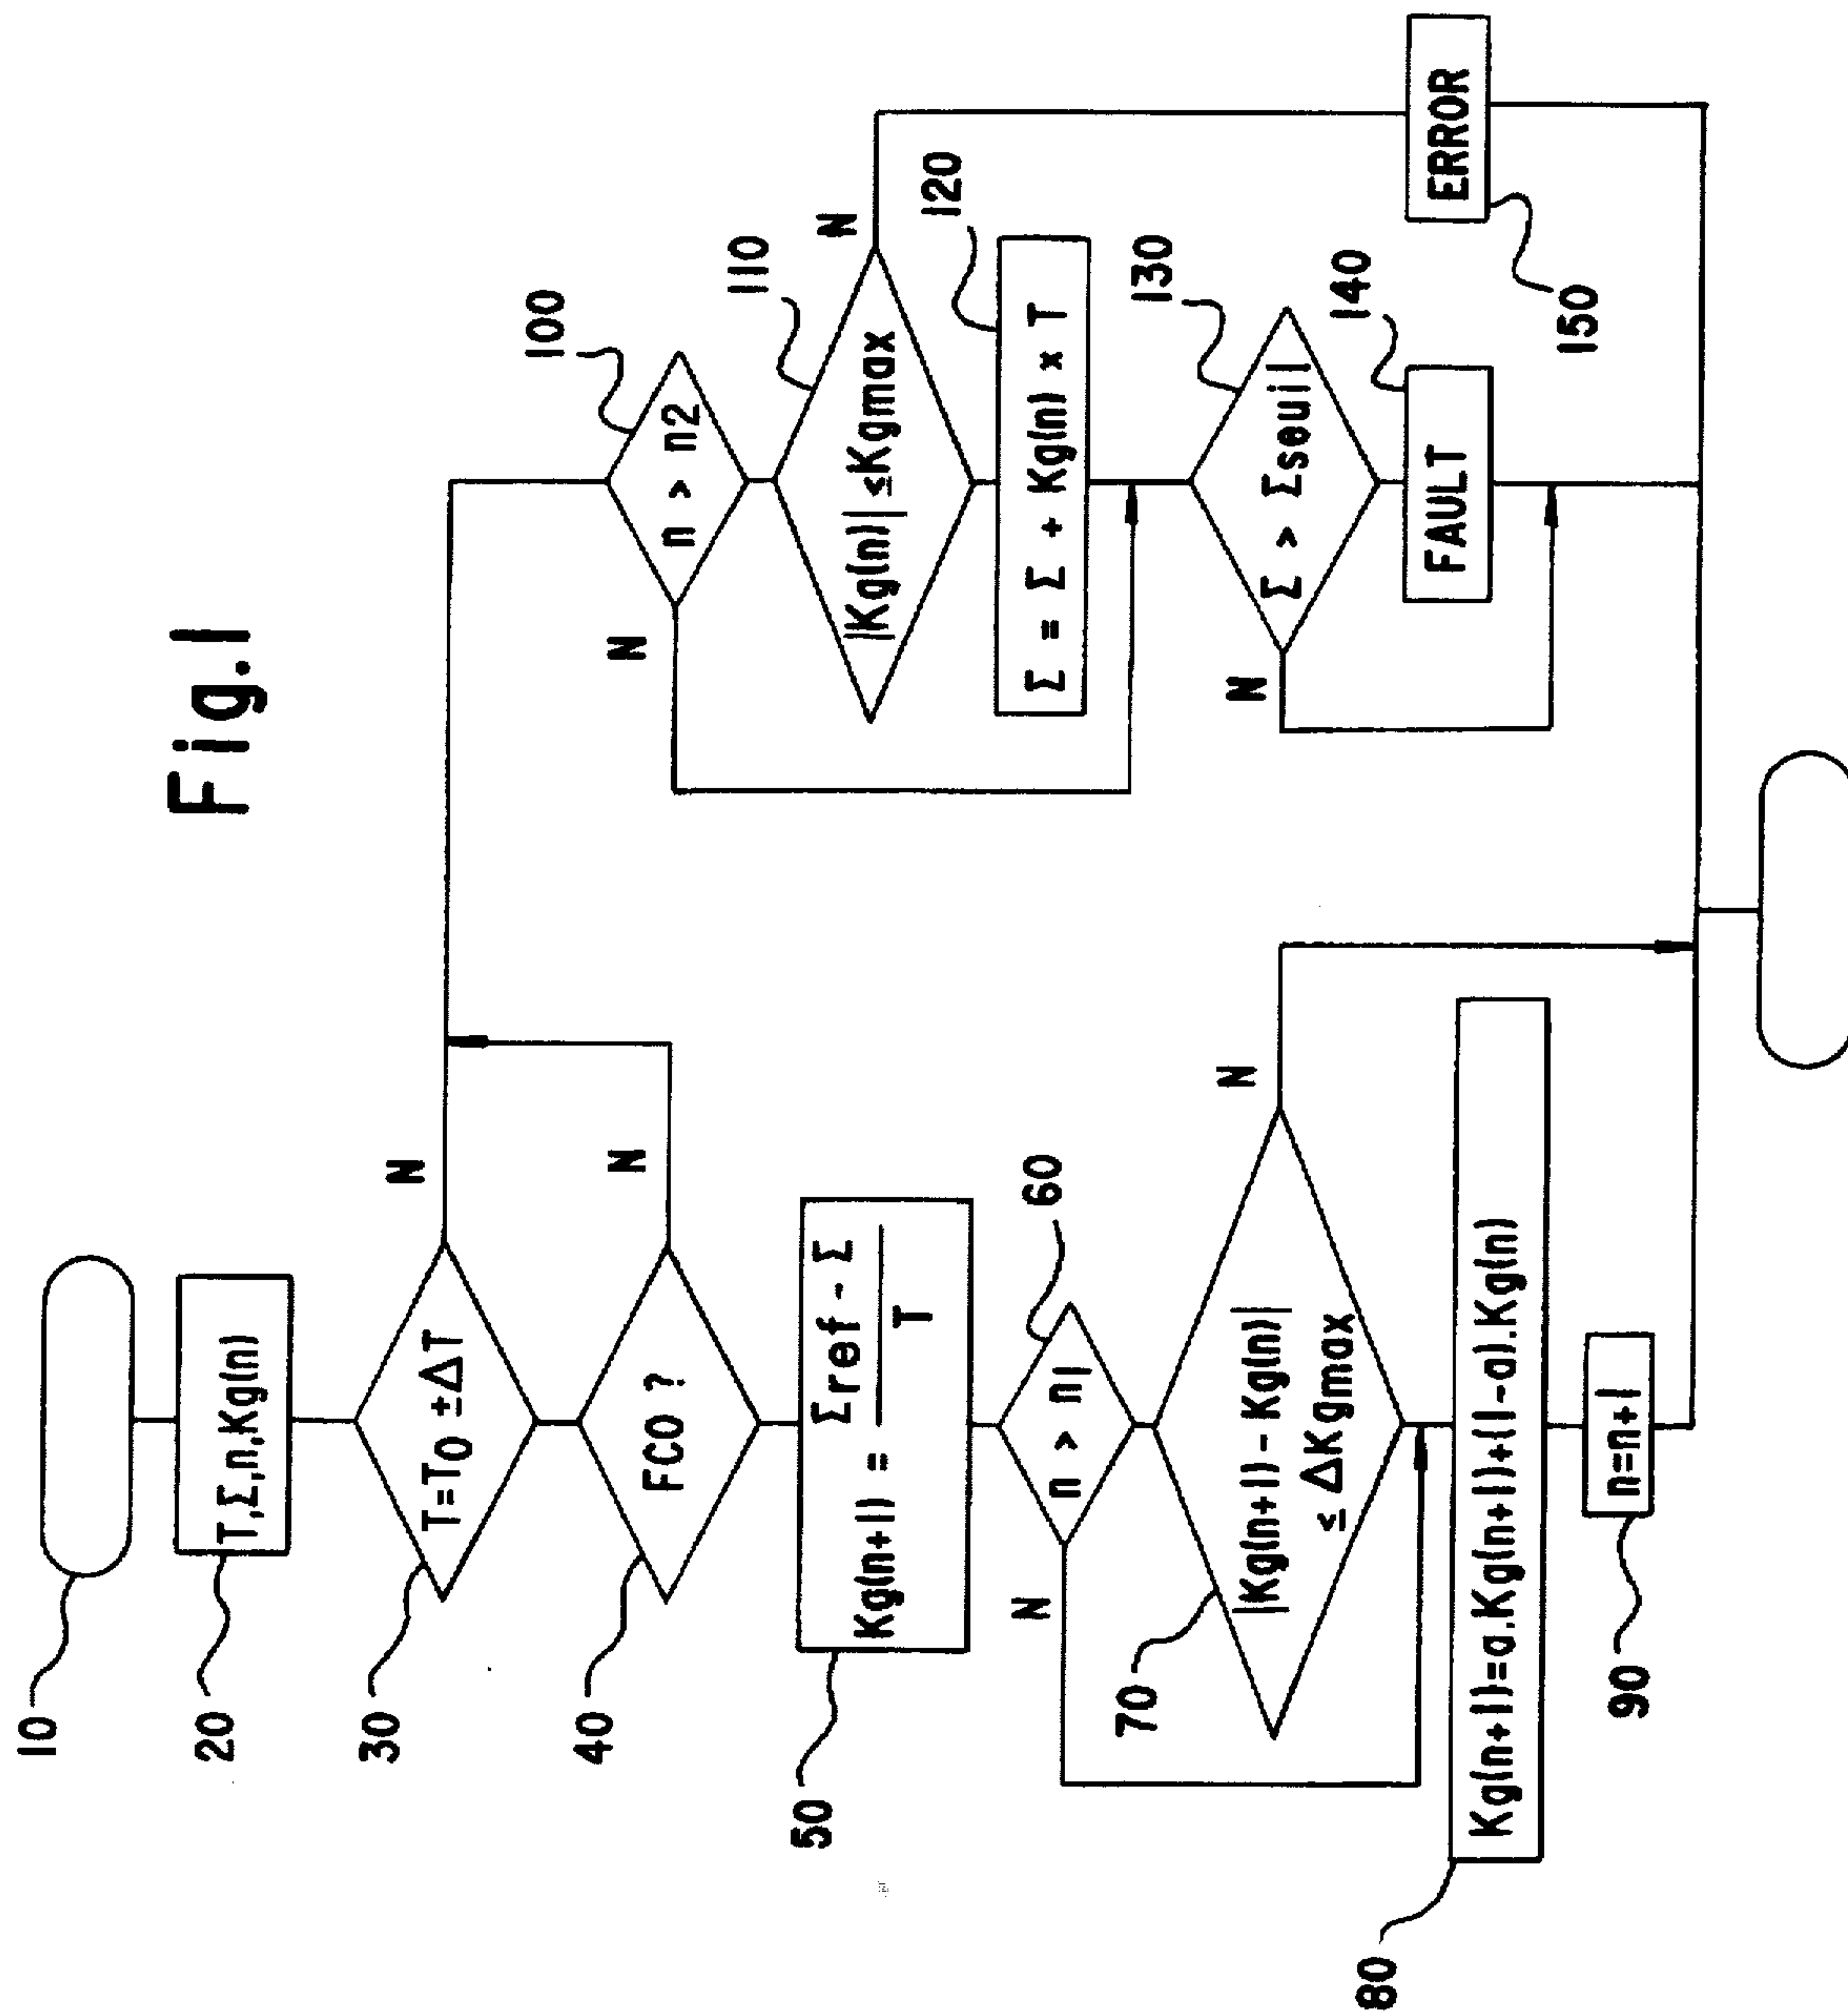 Fig.1
10
20
T,Σ,n,Kg(n)
30
T=T0 ±ΔT
N
40
FCO ?
N
50
Kg(n+1) = Σref - Σ
T
60
n > n1
N
70
|Kg(n+1) - Kg(n)|
≤ ΔKgmax
N
80
Kg(n+1)=a.Kg(n+1)+(1-a).Kg(n)
90
n=n+1
100
n > n2
N
110
|Kg(n)| ≤Kgmax
N
120
Σ = Σ + Kg(n) × T
130
Σ > Σseuil
N
140
FAULT
150
ERROR